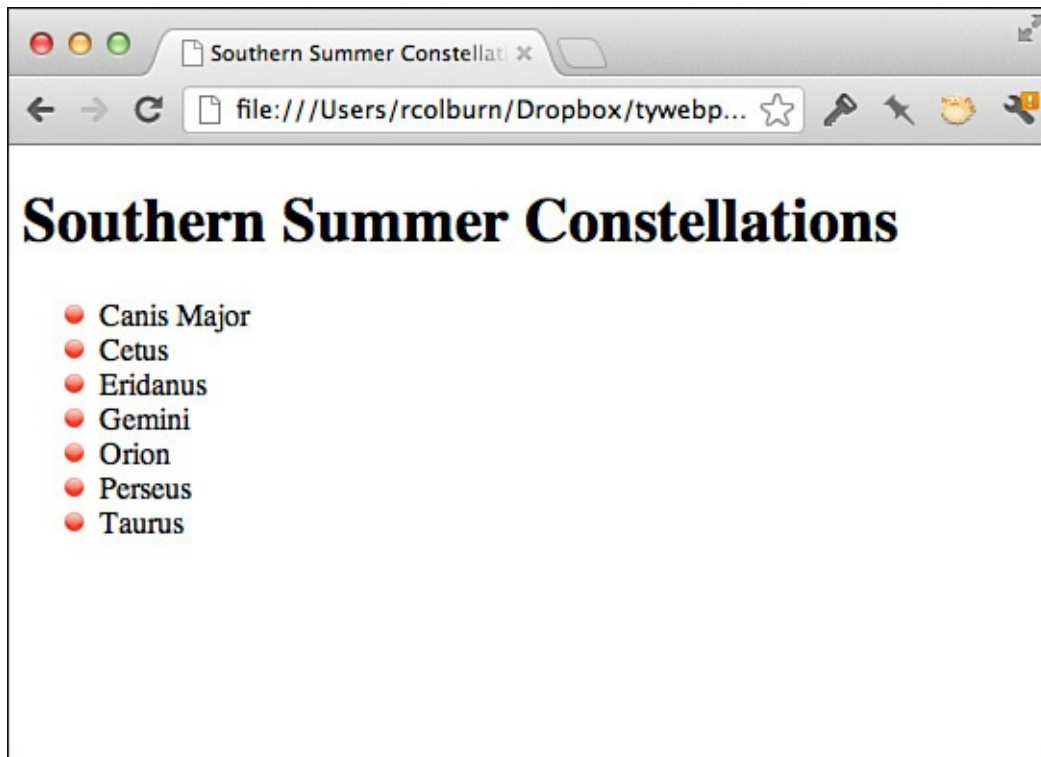 Southern Summer Constellati
file:///Users/rcolburn/Dropbox/tywebp...
Southern Summer Constellations
Canis Major
Cetus
Eridanus
Gemini
Orion
Perseus
Taurus